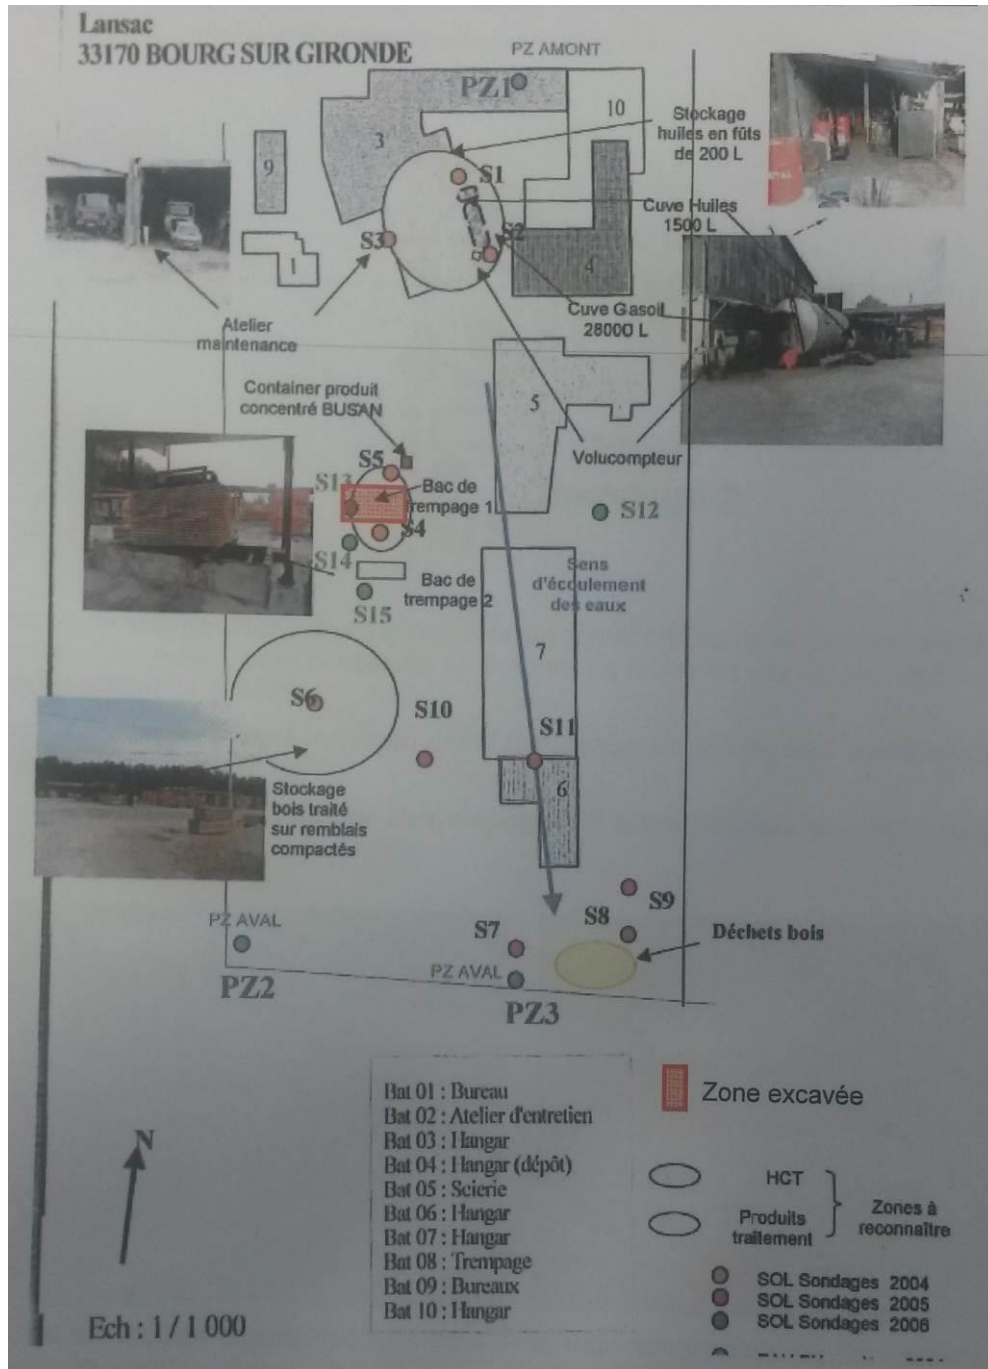 Lansac
33170 BOURG SUR GIRONDE
PZ AMONT
PZ1
10
Stockage
huiles en fûts
de 200 L
3
9
S1
Cuve Huiles
1500 L
S3
S2
1
4
Cuve Gasoil
28000 L
Atelier
maintenance
Container produit
concentré BUSAN
5
Volucompteur
S5
S13
Bac de
trempage 1
S4
S12
S14
Sens
d'écoulement
des eaux
Bac de
trempage 2
S15
7
S6
S10
S11
6
Stockage
bois traité
sur remblais
compactés
S9
S8
PZ AVAL
S7
Déchets bois
PZ AVAL
PZ2
PZ3
Bat 01 : Bureau
Bat 02 : Atelier d'entretien
Bat 03 : Hangar
Bat 04 : Hangar (dépôt)
Bat 05 : Scierie
Bat 06 : Hangar
Bat 07 : Hangar
Bat 08 : Trempage
Bat 09 : Bureaux
Bat 10 : Hangar
Zone excavée
N
HCT
Produits
traitement
Zones à
reconnaître
SOL Sondages 2004
SOL Sondages 2005
SOL Sondages 2006
Ech : 1 / 1 000